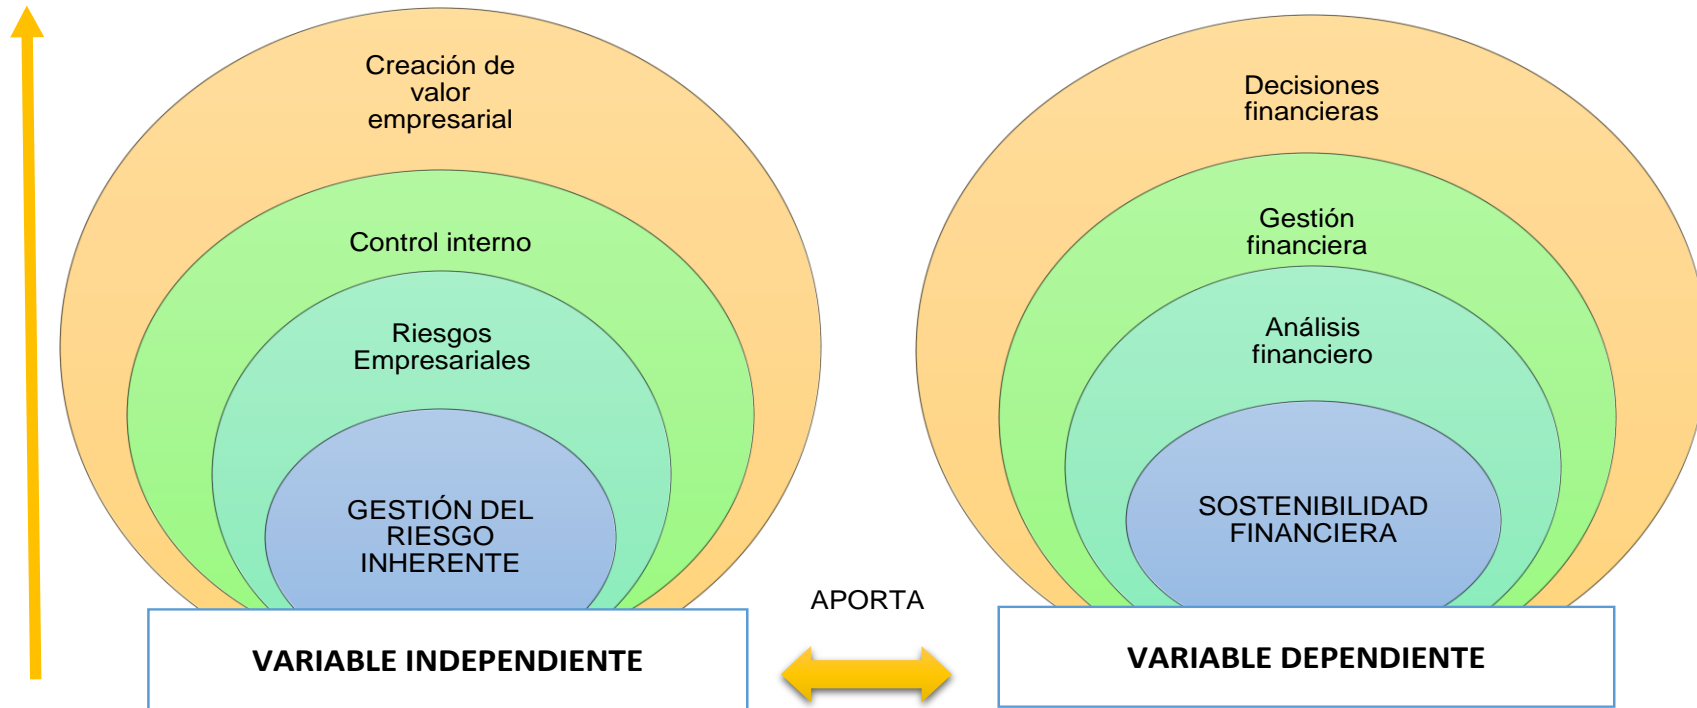 Creación de
valor
empresarial
Control interno
Riesgos
Empresariales
GESTIÓN DEL
RIESGO
INHERENTE
VARIABLE INDEPENDIENTE
APORTA
Decisiones
financieras
Gestión
financiera
Análisis
financiero
SOSTENIBILIDAD
FINANCIERA
VARIABLE DEPENDIENTE